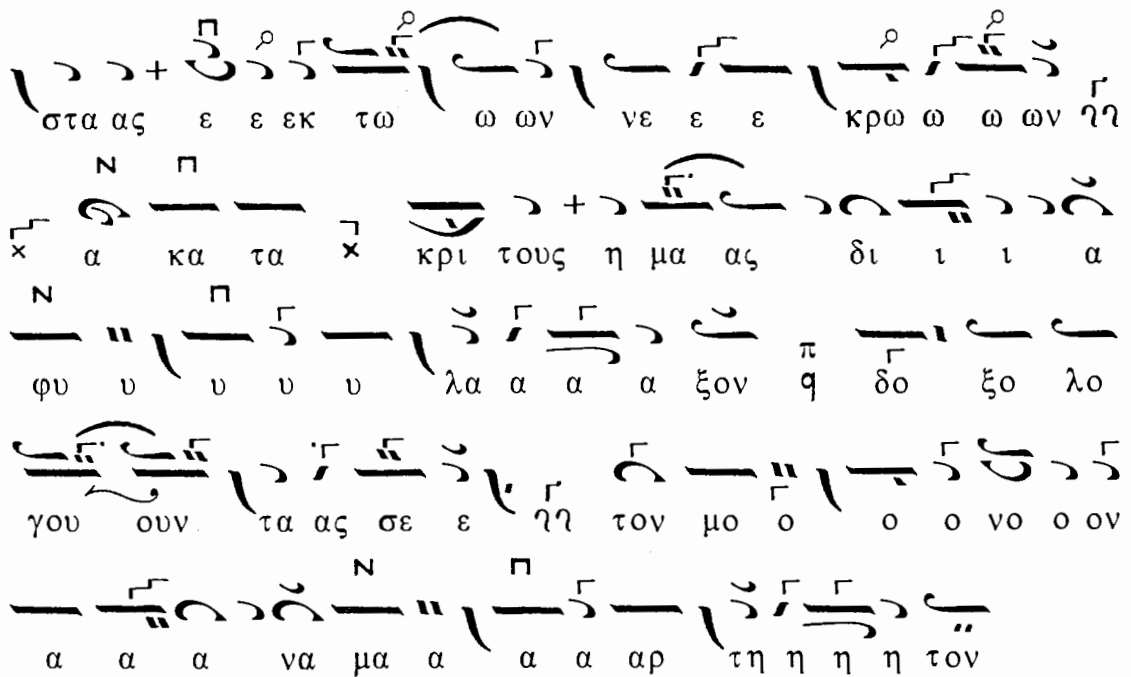 στα ας ε ε εκ τω ω ων νε ε ε κρω ω ω ων
α κα τα κρι τους η μα ας δι ι ι α
φυ υ υ υ υ λα α α α ξον π q δο ξο λο
γου ουν τα ας σε ε τον μο ο ο ο νο ο ον
α α α να μα α α α αρ τη η η η τον